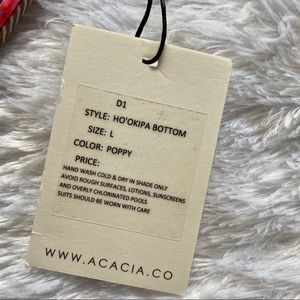 D1
STYLE: HO'OKIPA BOTTOM
SIZE: L
COLOR: POPPY
PRICE:
HAND WASH COLD & DRY IN SHADE ONLY
AVOID ROUGH SURFACES, LOTIONS, SUNSCREENS
AND OVERLY CHLORINATED POOLS
SUITS SHOULD BE WORN WITH CARE
WWW.ACACIA.CO